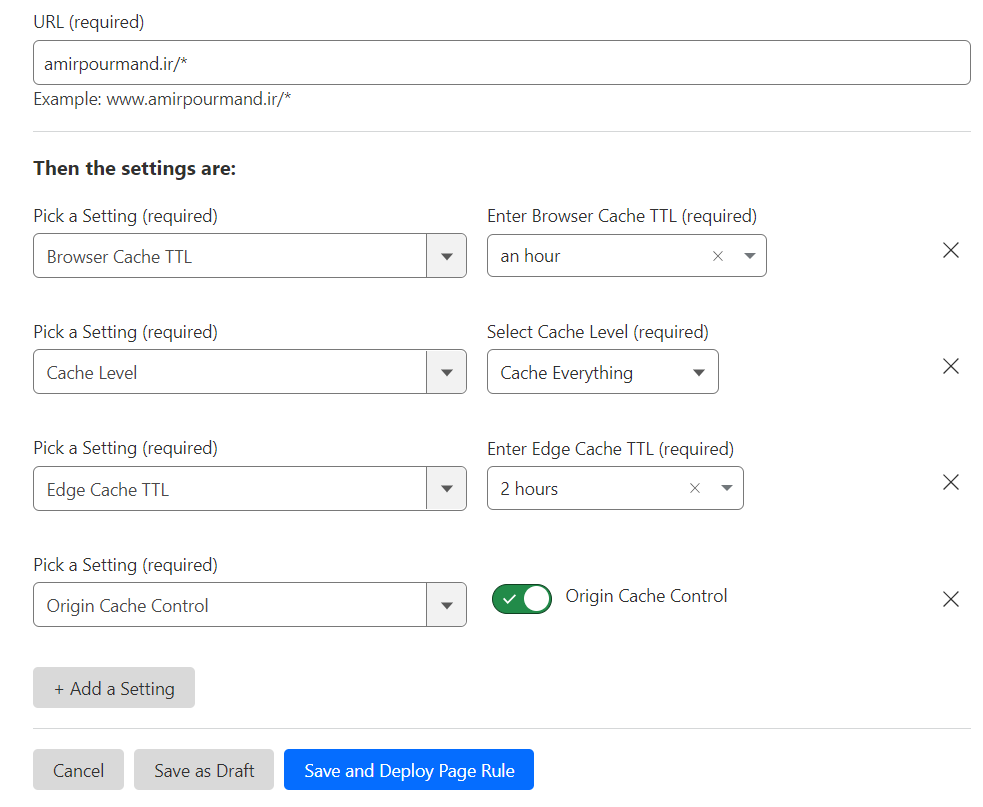 URL (required)
amirpourmand.ir/*
Example: www.amirpourmand.ir/*
Then the settings are:
Pick a Setting (required)
Enter Browser Cache TTL (required)
Browser Cache TTL
an hour
Pick a Setting (required)
Select Cache Level (required)
Cache Level
Cache Everything
Pick a Setting (required)
Enter Edge Cache TTL (required)
Edge Cache TTL
2 hours
Pick a Setting (required)
Origin Cache Control
Origin Cache Control
+ Add a Setting
Cancel
Save as Draft
Save and Deploy Page Rule